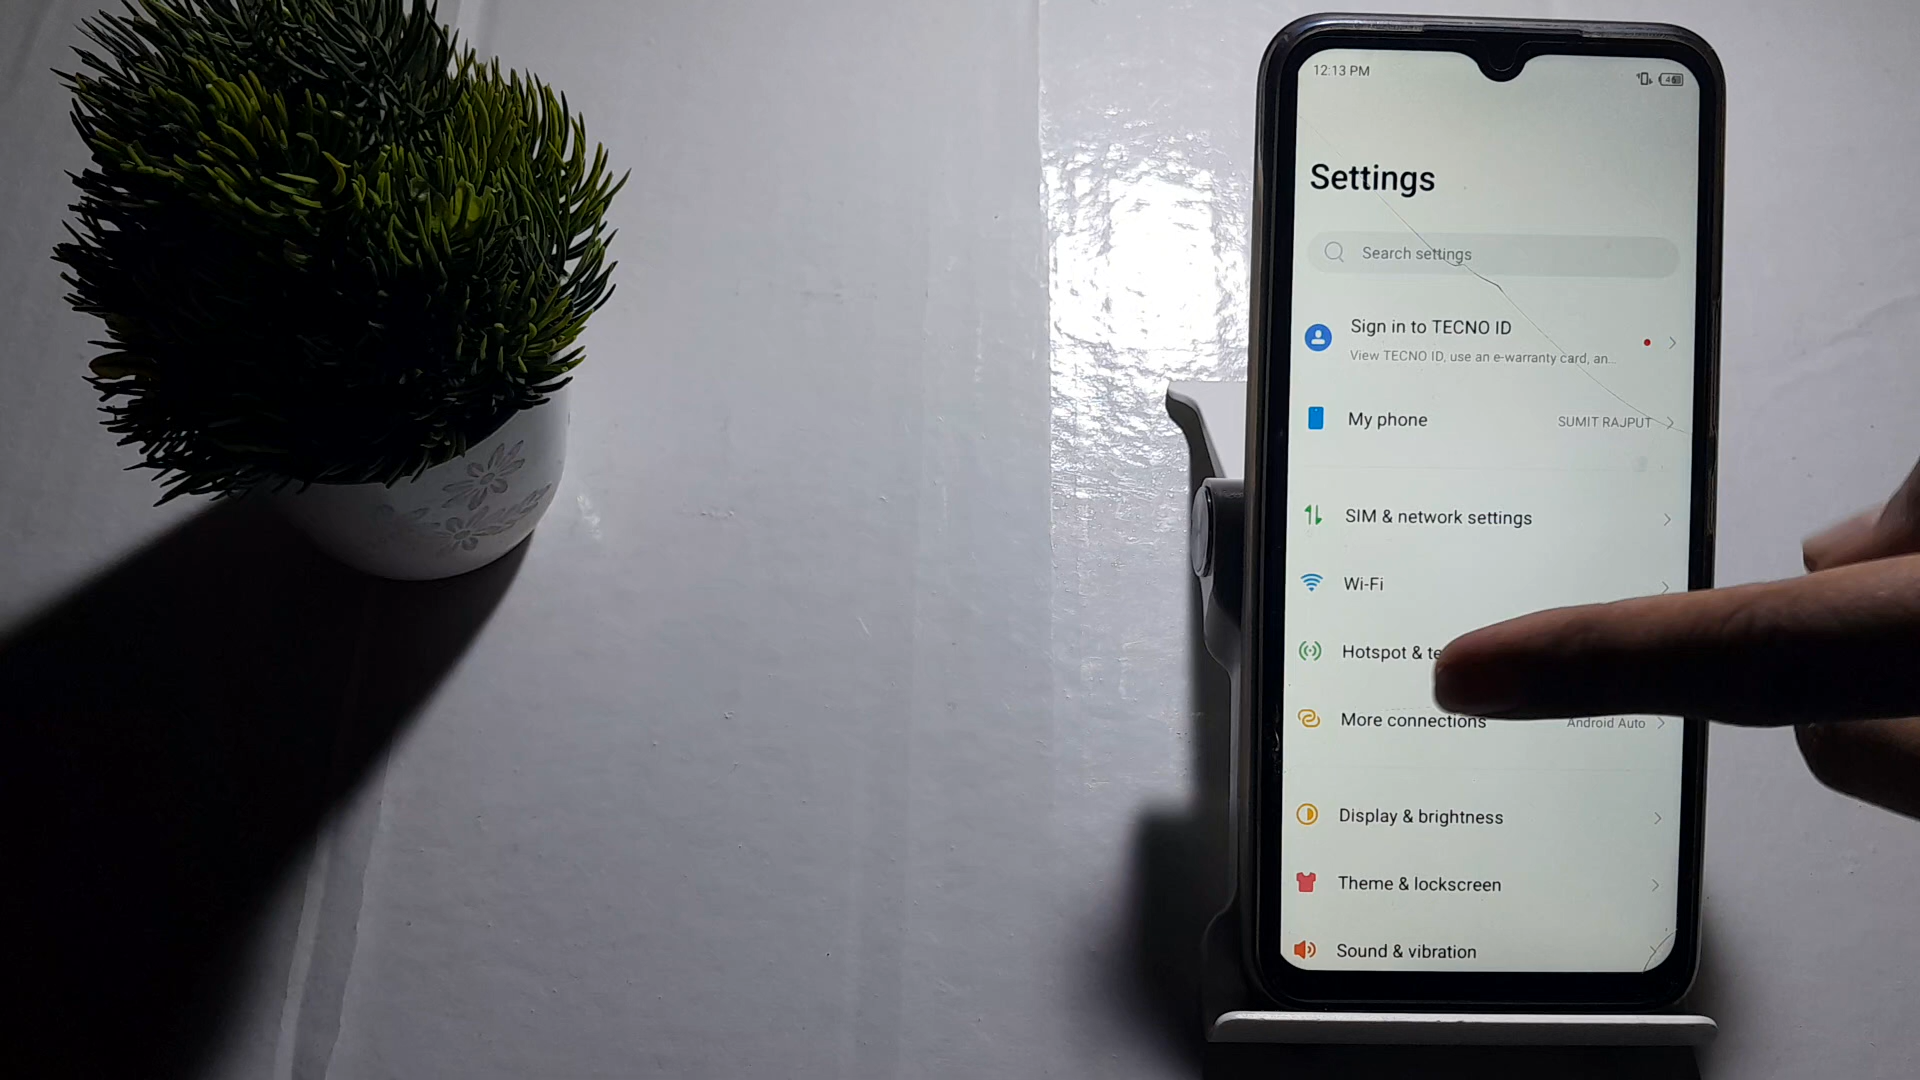 12:13 PM
Settings
Search settings
Sign in to TECNO ID
View TECNO ID, use an e-warranty card, an...
My phone SUMIT RAJPUT
SIM & network settings
Wi-Fi
Hotspot & te
More connections Android Auto
Display & brightness
Theme & lockscreen
Sound & vibration